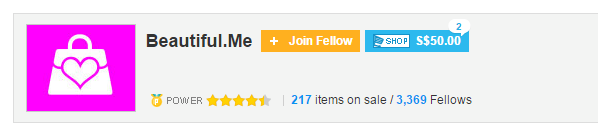 Beautiful.Me + Join Fellow SHOP S$50.00 2
POWER | 217 items on sale / 3,369 Fellows